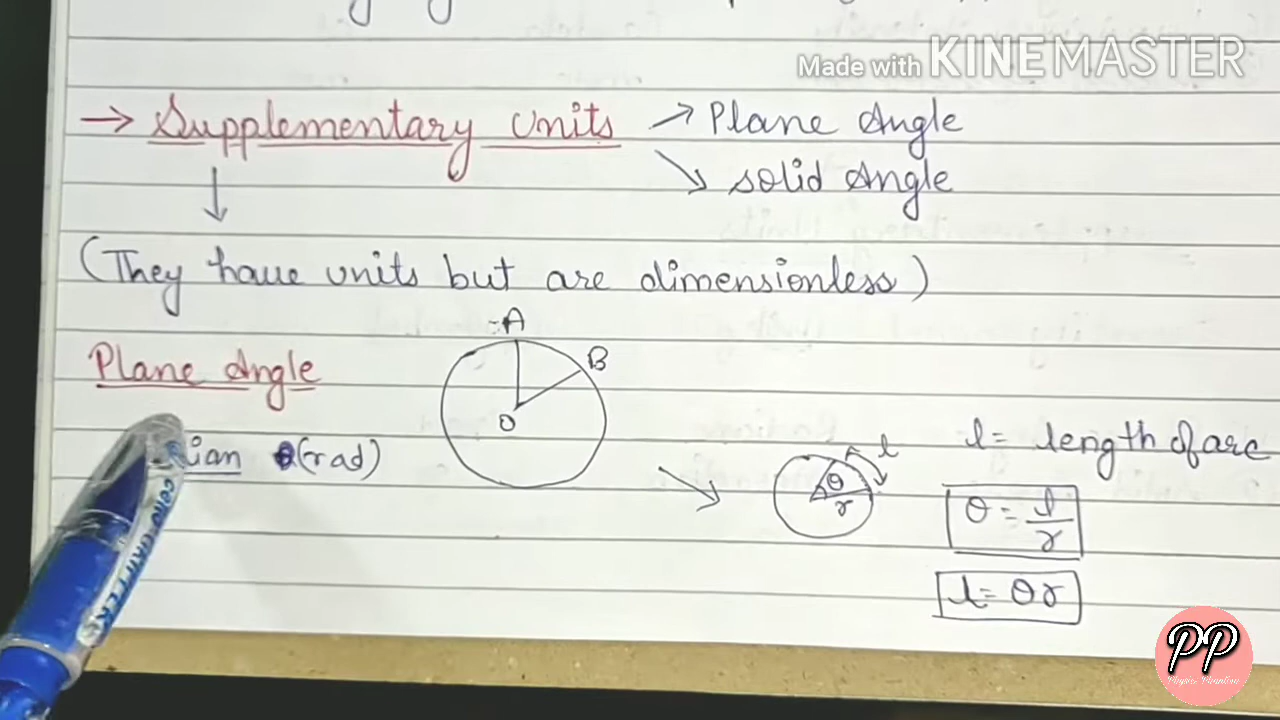 Made with KINEMASTER
→ Supplementary Units → Plane Angle
↘ Solid Angle
↓
(They have units but are dimensionless)
A
B
O
Plane Angle
ian θ(rad)
l
θ
r
l = length of arc
θ = l/r
l = θr
PP